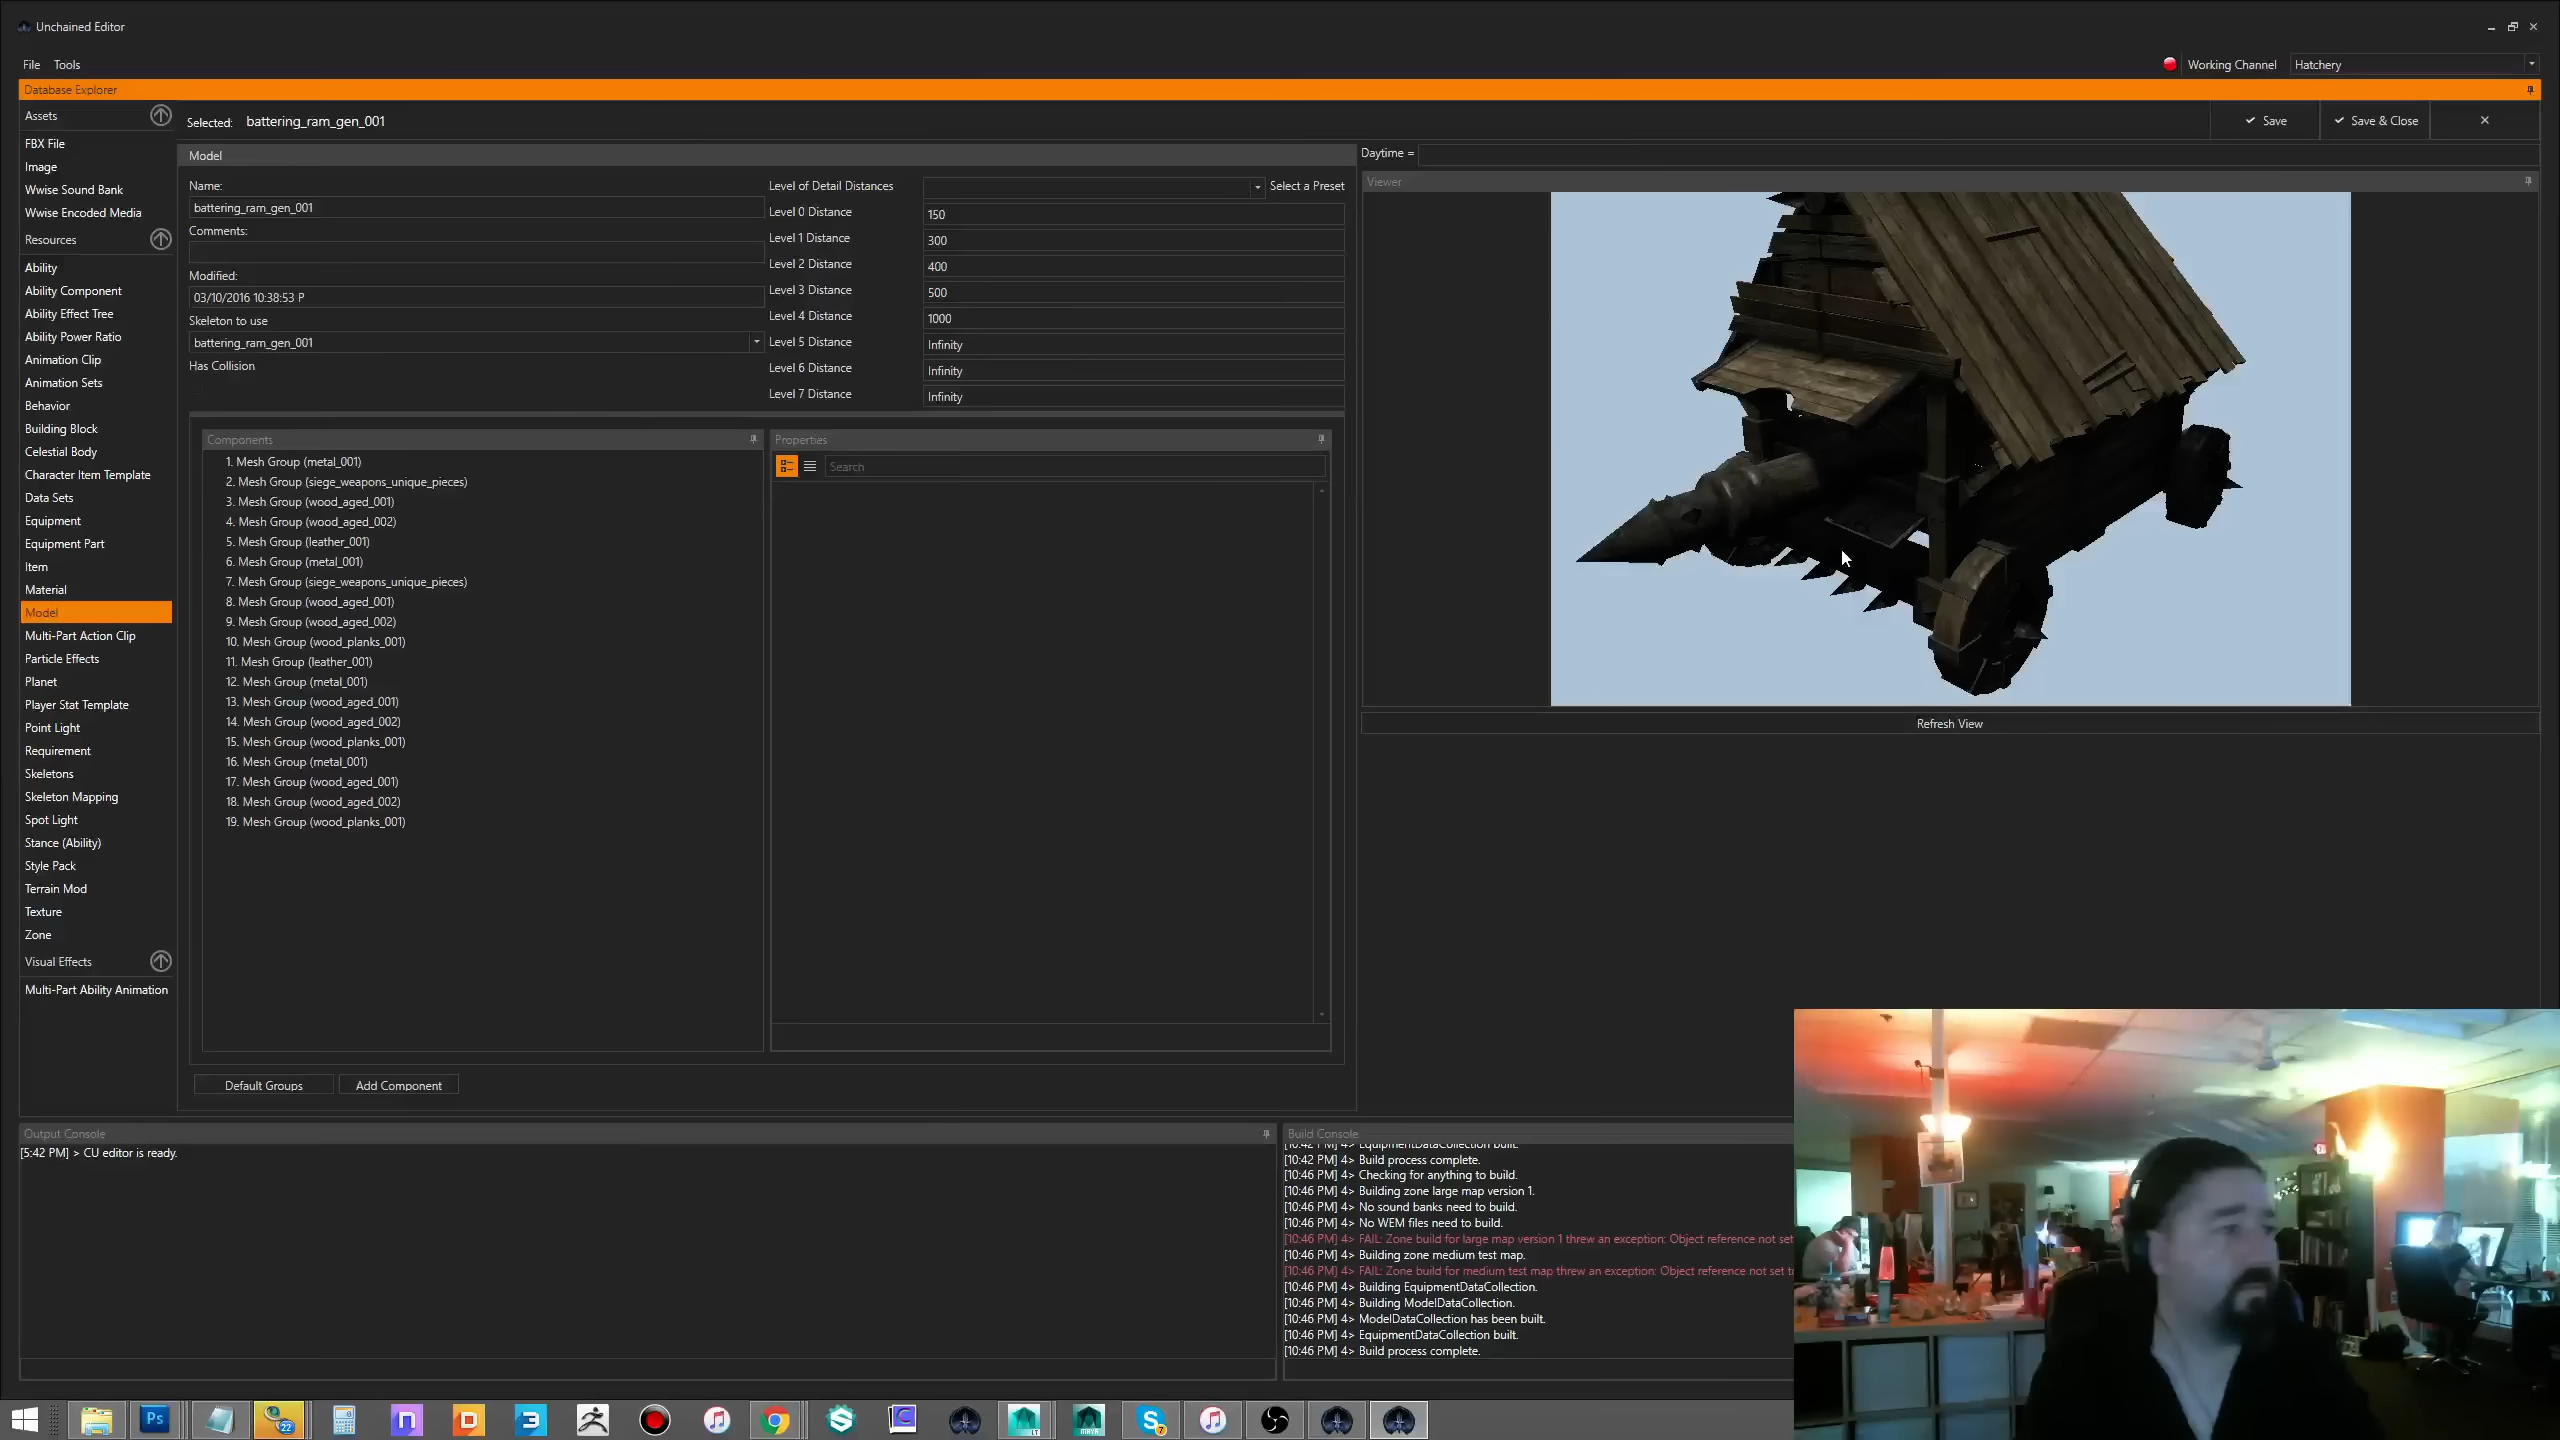 Unchained Editor
File Tools
Working Channel Hatchery
Database Explorer
Assets
FBX File
Image
Wwise Sound Bank
Wwise Encoded Media
Resources
Ability
Ability Component
Ability Effect Tree
Ability Power Ratio
Animation Clip
Animation Sets
Behavior
Building Block
Celestial Body
Character Item Template
Data Sets
Equipment
Equipment Part
Item
Material
Model
Multi-Part Action Clip
Particle Effects
Planet
Player Stat Template
Point Light
Requirement
Skeletons
Skeleton Mapping
Spot Light
Stance (Ability)
Style Pack
Terrain Mod
Texture
Zone
Visual Effects
Multi-Part Ability Animation
Selected: battering_ram_gen_001
Save
Save & Close
Model
Name:
battering_ram_gen_001
Comments:
Modified:
03/10/2016 10:38:53 P
Skeleton to use
battering_ram_gen_001
Has Collision
Level of Detail Distances Select a Preset
Level 0 Distance 150
Level 1 Distance 300
Level 2 Distance 400
Level 3 Distance 500
Level 4 Distance 1000
Level 5 Distance Infinity
Level 6 Distance Infinity
Level 7 Distance Infinity
Components
1. Mesh Group (metal_001)
2. Mesh Group (siege_weapons_unique_pieces)
3. Mesh Group (wood_aged_001)
4. Mesh Group (wood_aged_002)
5. Mesh Group (leather_001)
6. Mesh Group (metal_001)
7. Mesh Group (siege_weapons_unique_pieces)
8. Mesh Group (wood_aged_001)
9. Mesh Group (wood_aged_002)
10. Mesh Group (wood_planks_001)
11. Mesh Group (leather_001)
12. Mesh Group (metal_001)
13. Mesh Group (wood_aged_001)
14. Mesh Group (wood_aged_002)
15. Mesh Group (wood_planks_001)
16. Mesh Group (metal_001)
17. Mesh Group (wood_aged_001)
18. Mesh Group (wood_aged_002)
19. Mesh Group (wood_planks_001)
Properties
Search
Default Groups
Add Component
Daytime =
Viewer
Refresh View
Output Console
[5:42 PM] > CU editor is ready.
Build Console
[10:42 PM] 4> EquipmentDataCollection built.
[10:42 PM] 4> Build process complete.
[10:46 PM] 4> Checking for anything to build.
[10:46 PM] 4> Building zone large map version 1.
[10:46 PM] 4> No sound banks need to build.
[10:46 PM] 4> No WEM files need to build.
[10:46 PM] 4> FAIL: Zone build for large map version 1 threw an exception: Object reference not set
[10:46 PM] 4> Building zone medium test map.
[10:46 PM] 4> FAIL: Zone build for medium test map threw an exception: Object reference not set t
[10:46 PM] 4> Building EquipmentDataCollection.
[10:46 PM] 4> Building ModelDataCollection.
[10:46 PM] 4> ModelDataCollection has been built.
[10:46 PM] 4> EquipmentDataCollection built.
[10:46 PM] 4> Build process complete.
Ps
22
n
D
3
S
C
LT
MAYA
S
7